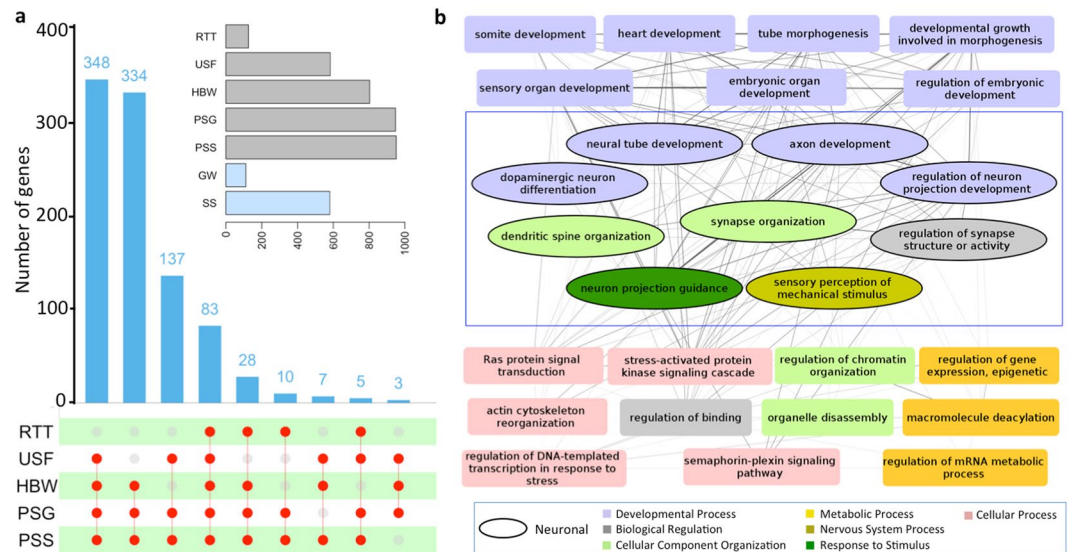 a
400
300
200
100
0
Number of genes
348
334
137
83
28
10
7
5
3
RTT
USF
HBW
PSG
PSS
GW
SS
0
2000
4000
600
800
10000
RTT
USF
HBW
PSG
PSS
b
somite development
heart development
tube morphogenesis
developmental growth
involved in morphogenesis
sensory organ development
embryonic organ
development
regulation of embryonic
development
neural tube development
axon development
dopaminergic neuron
differentiation
regulation of neuron
projection development
dendritic spine organization
synapse organization
regulation of synapse
structure or activity
neuron projection guidance
sensory perception of
mechanical stimulus
Ras protein signal
transduction
stress-activated protein
kinase signaling cascade
regulation of chromatin
organization
regulation of gene
expression, epigenetic
actin cytoskeleton
reorganization
regulation of binding
organelle disassembly
macromolecule deacylation
regulation of DNA-templated
transcription in response to
stress
semaphorin-plexin signaling
pathway
regulation of mRNA metabolic
process
Neuronal
Developmental Process
Biological Regulation
Cellular Component Organization
Metabolic Process
Nervous System Process
Response to Stimulus
Cellular Process